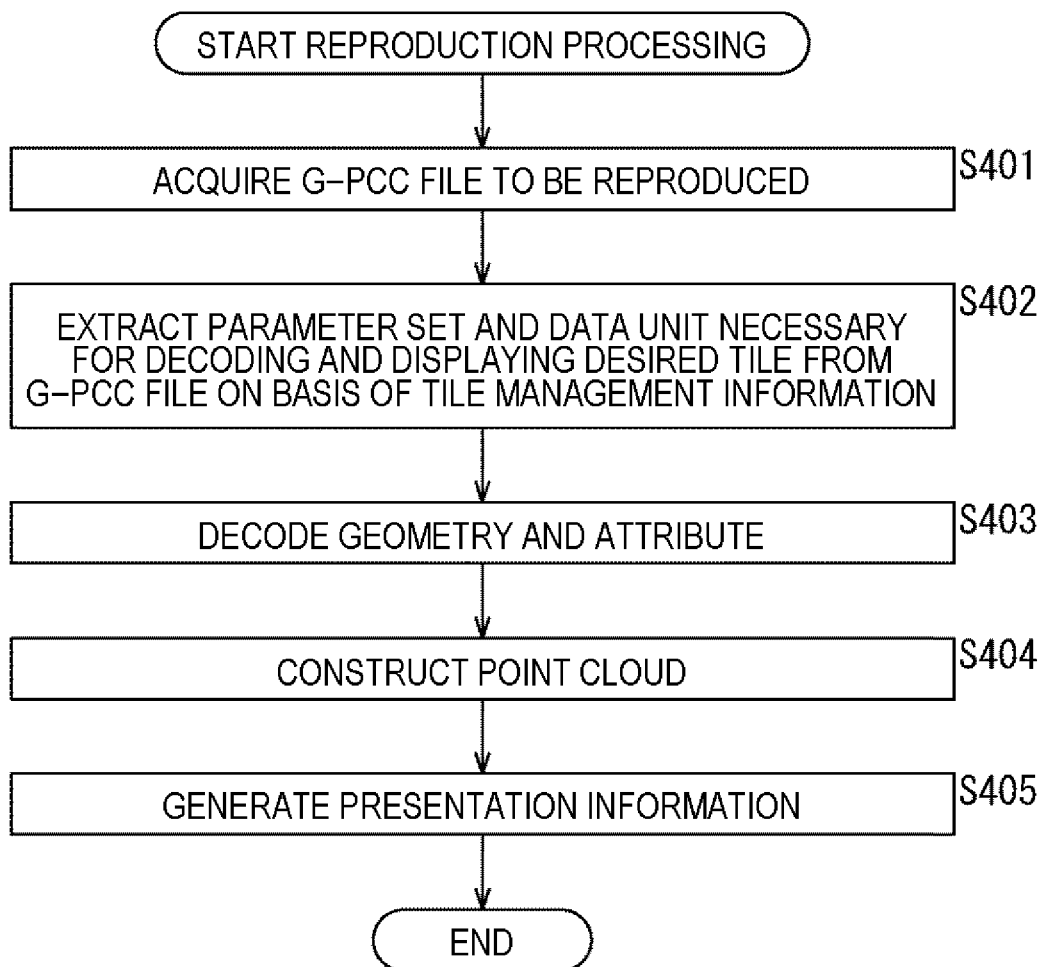 START REPRODUCTION PROCESSING
S401
ACQUIRE G-PCC FILE TO BE REPRODUCED
S402
EXTRACT PARAMETER SET AND DATA UNIT NECESSARY
FOR DECODING AND DISPLAYING DESIRED TILE FROM
G-PCC FILE ON BASIS OF TILE MANAGEMENT INFORMATION
S403
DECODE GEOMETRY AND ATTRIBUTE
S404
CONSTRUCT POINT CLOUD
S405
GENERATE PRESENTATION INFORMATION
END